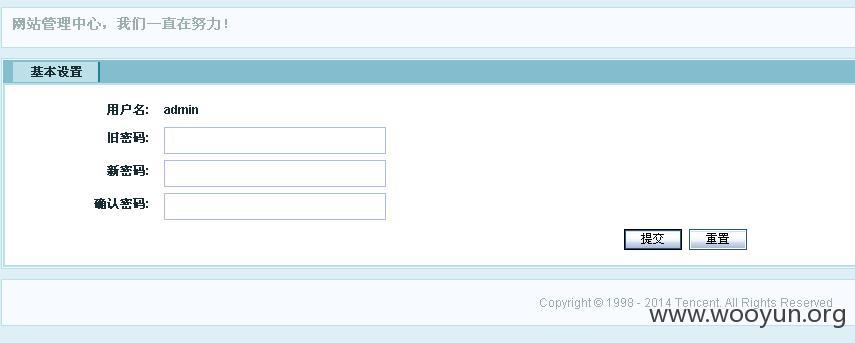 网站管理中心，我们一直在努力！
基本设置
用户名: admin
旧密码:
新密码:
确认密码:
提交 重置
Copyright © 1998 - 2014 Tencent. All Rights Reserved
www.wooyun.org